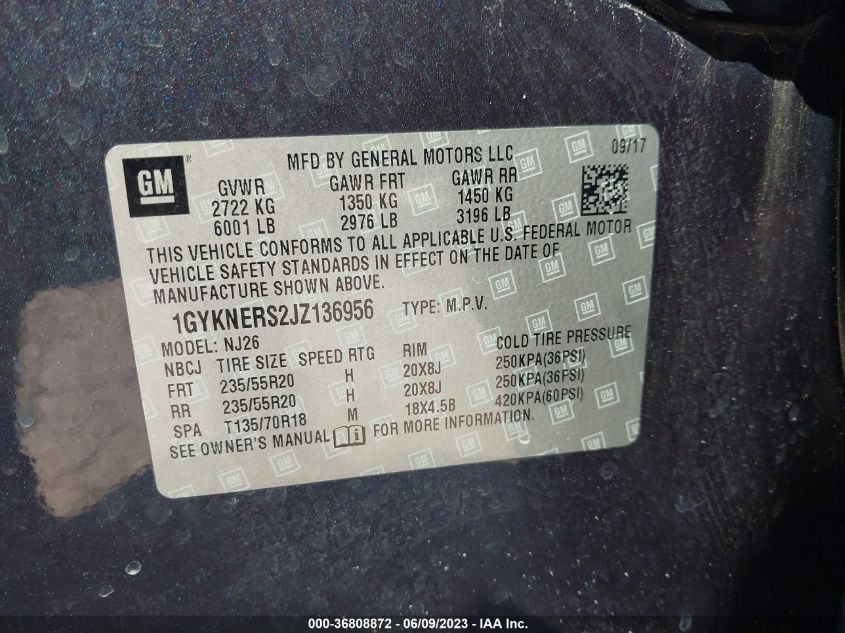 GM
MFD BY GENERAL MOTORS LLC
09/17
GVWR GAWR FRT GAWR RR
2722 KG 1350 KG 1450 KG
6001 LB 2976 LB 3196 LB
THIS VEHICLE CONFORMS TO ALL APPLICABLE U.S. FEDERAL MOTOR
VEHICLE SAFETY STANDARDS IN EFFECT ON THE DATE OF
MANUFACTURE SHOWN ABOVE.
1GYKNERS2JZ136956 TYPE: M.P.V.
MODEL: NJ26
NBCJ TIRE SIZE SPEED RTG RIM COLD TIRE PRESSURE
FRT 235/55R20 H 20X8J 250KPA(36PSI)
RR 235/55R20 H 20X8J 250KPA(36PSI)
SPA T135/70R18 M 18X4.5B 420KPA(60PSI)
SEE OWNER'S MANUAL FOR MORE INFORMATION.
000-36808872 - 06/09/2023 - IAA Inc.